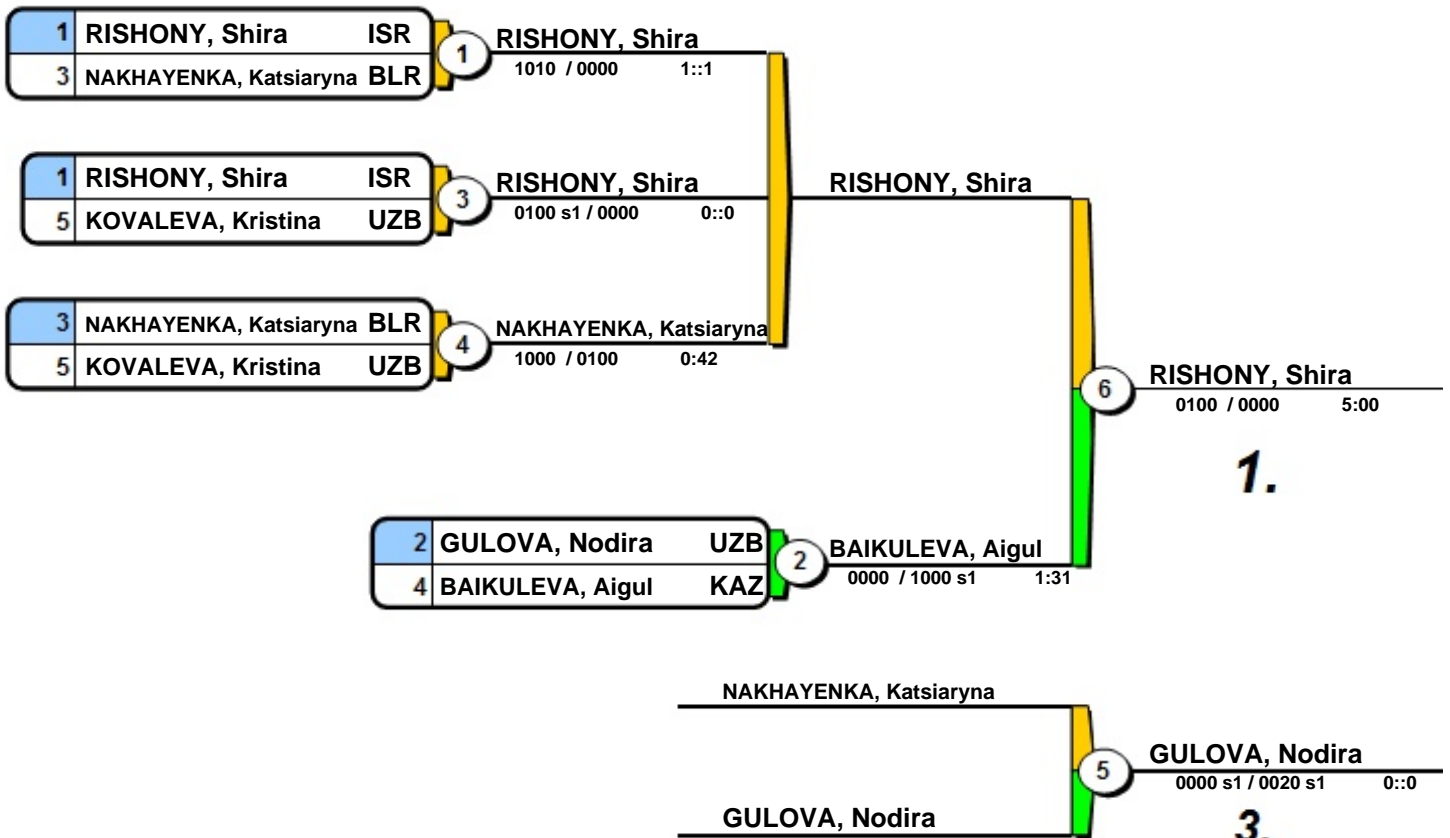 1 RISHONY, Shira ISR
3 NAKHAYENKA, Katsiaryna BLR
1
RISHONY, Shira
1010 / 0000 1::1
1 RISHONY, Shira ISR
5 KOVALEVA, Kristina UZB
3
RISHONY, Shira
0100 s1 / 0000 0::0
RISHONY, Shira
3 NAKHAYENKA, Katsiaryna BLR
5 KOVALEVA, Kristina UZB
4
NAKHAYENKA, Katsiaryna
1000 / 0100 0:42
6
RISHONY, Shira
0100 / 0000 5:00
1.
2 GULOVA, Nodira UZB
4 BAIKULEVA, Aigul KAZ
2
BAIKULEVA, Aigul
0000 / 1000 s1 1:31
NAKHAYENKA, Katsiaryna
5
GULOVA, Nodira
0000 s1 / 0020 s1 0::0
GULOVA, Nodira
3.